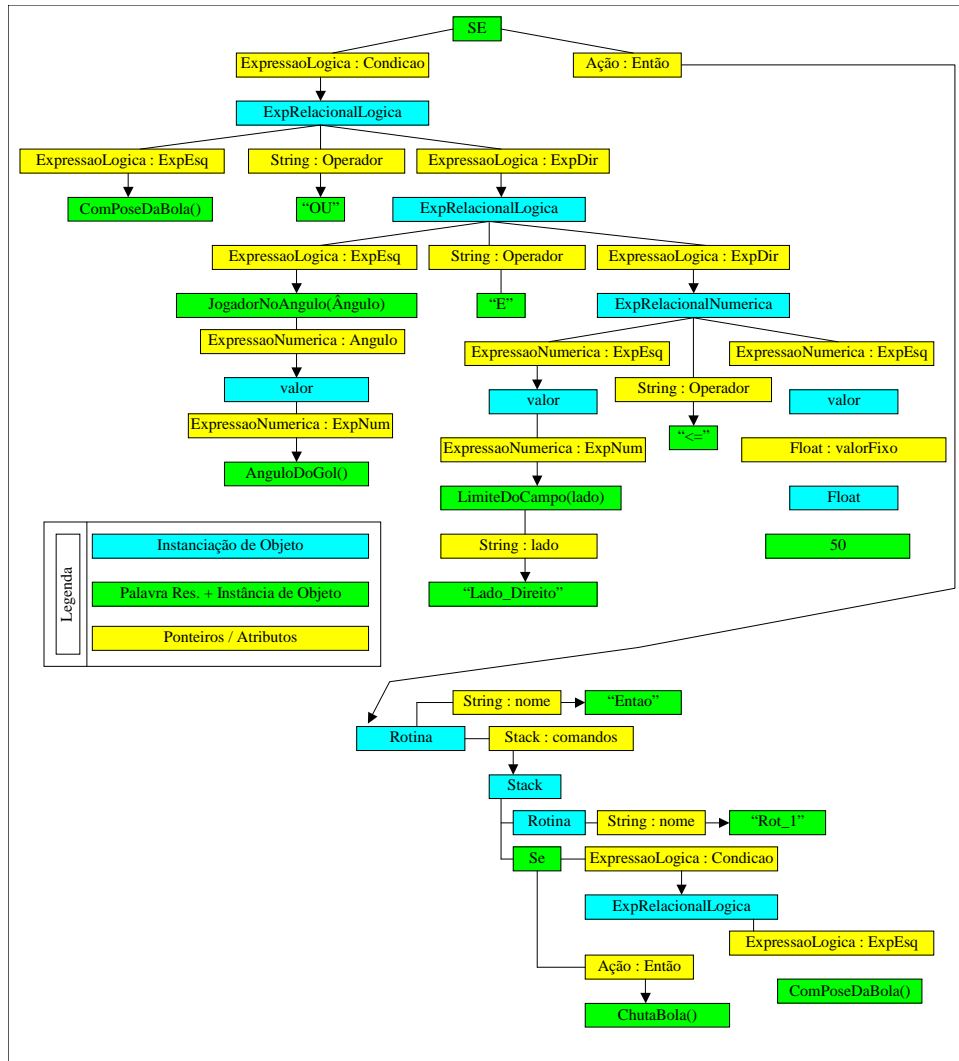 SE
ExpressaoLogica : Condicao
Ação : Então
ExpRelacionalLogica
ExpressaoLogica : ExpEsq
String : Operador
ExpressaoLogica : ExpDir
ComPoseDaBola()
“OU”
ExpRelacionalLogica
ExpressaoLogica : ExpEsq
String : Operador
ExpressaoLogica : ExpDir
JogadorNoAngulo(Ângulo)
“E”
ExpRelacionalNumerica
ExpressaoNumerica : Angulo
ExpressaoNumerica : ExpEsq
ExpressaoNumerica : ExpEsq
valor
valor
String : Operador
valor
ExpressaoNumerica : ExpNum
ExpressaoNumerica : ExpNum
“<=”
Float : valorFixo
AnguloDoGol()
LimiteDoCampo(lado)
Float
String : lado
50
“Lado_Direito”
Legenda
Instanciação de Objeto
Palavra Res. + Instância de Objeto
Ponteiros / Atributos
String : nome
“Entao”
Rotina
Stack : comandos
Stack
Rotina
String : nome
“Rot_1”
Se
ExpressaoLogica : Condicao
ExpRelacionalLogica
ExpressaoLogica : ExpEsq
Ação : Então
ComPoseDaBola()
ChutaBola()